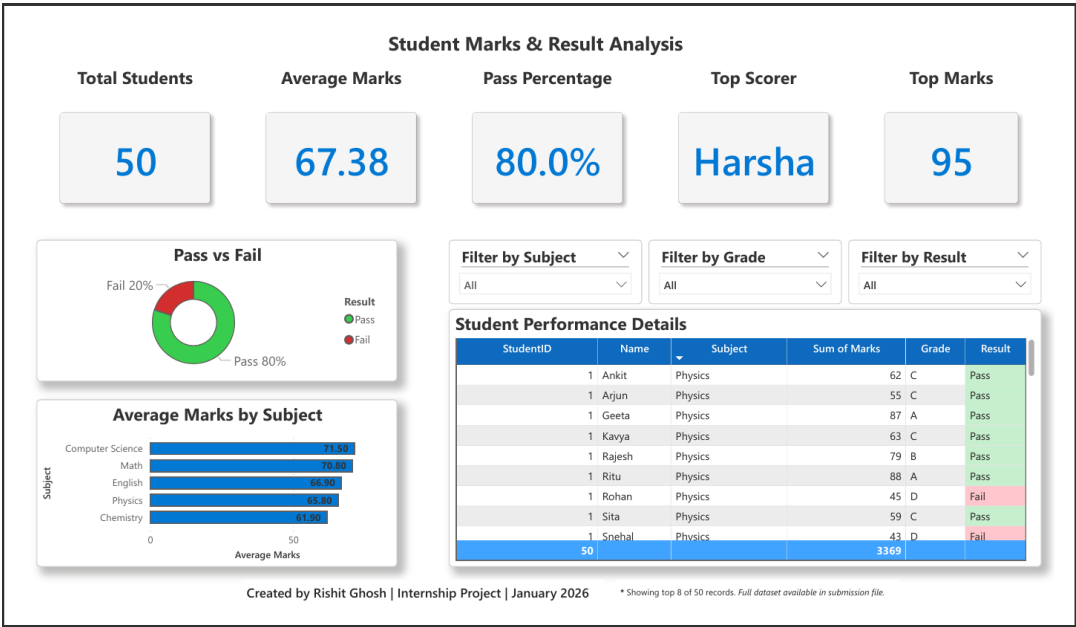 Student Marks & Result Analysis
Total Students Average Marks Pass Percentage Top Scorer Top Marks
50 67.38 80.0% Harsha 95
Pass vs Fail
Fail 20%
Pass 80%
Result
Pass
Fail
Average Marks by Subject
Subject
Computer Science 71.50
Math 70.80
English 66.90
Physics 65.80
Chemistry 61.90
0 50
Average Marks
Filter by Subject
All
Filter by Grade
All
Filter by Result
All
Student Performance Details
StudentID Name Subject Sum of Marks Grade Result
1 Ankit Physics 62 C Pass
1 Arjun Physics 55 C Pass
1 Geeta Physics 87 A Pass
1 Kavya Physics 63 C Pass
1 Rajesh Physics 79 B Pass
1 Ritu Physics 88 A Pass
1 Rohan Physics 45 D Fail
1 Sita Physics 59 C Pass
1 Snehal Physics 43 D Fail
50 3369
Created by Rishit Ghosh | Internship Project | January 2026
* Showing top 8 of 50 records. Full dataset available in submission file.